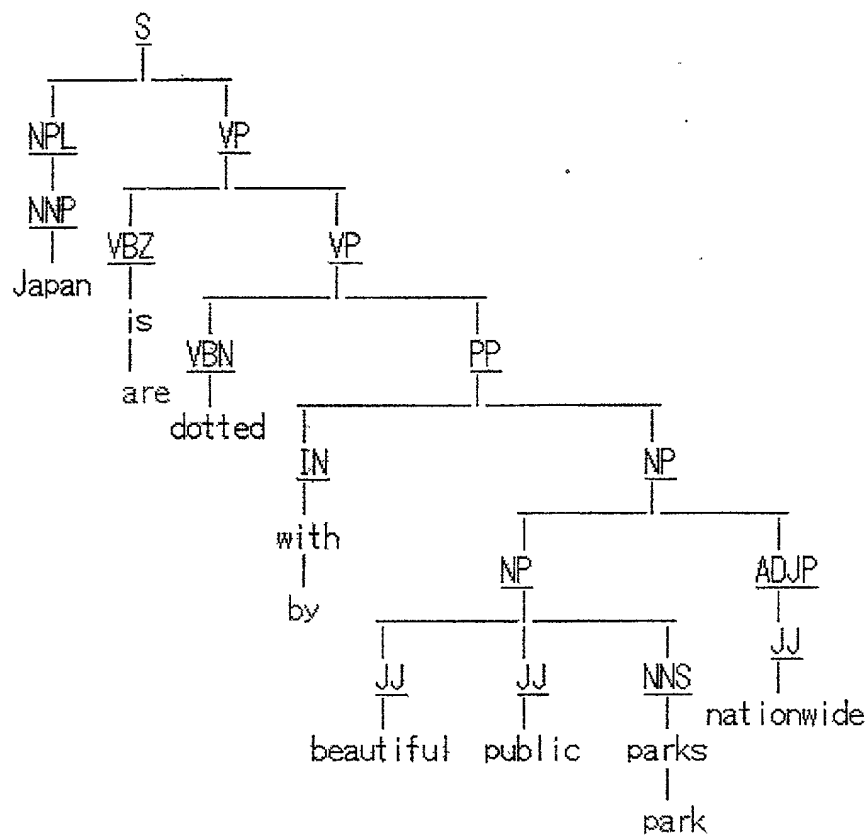 S
NPL VP
NNP
VBZ VP
Japan
is
VBN PP
are
dotted
IN NP
with
NP ADJP
by
JJ
JJ JJ NNS
nationwide
beautiful public parks
park